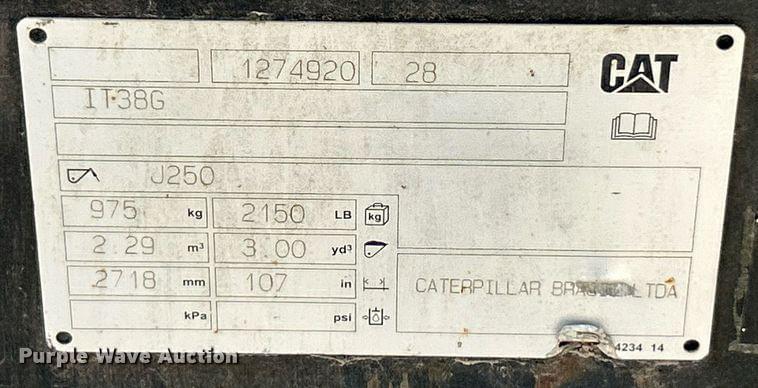 1274920 28
CAT
IT38G
J250
975 kg 2150 LB kg
2.29 m³ 3.00 yd³
2718 mm 107 in
CATERPILLAR LTDA
kPa psi
4234 14
Purple Wave Auction